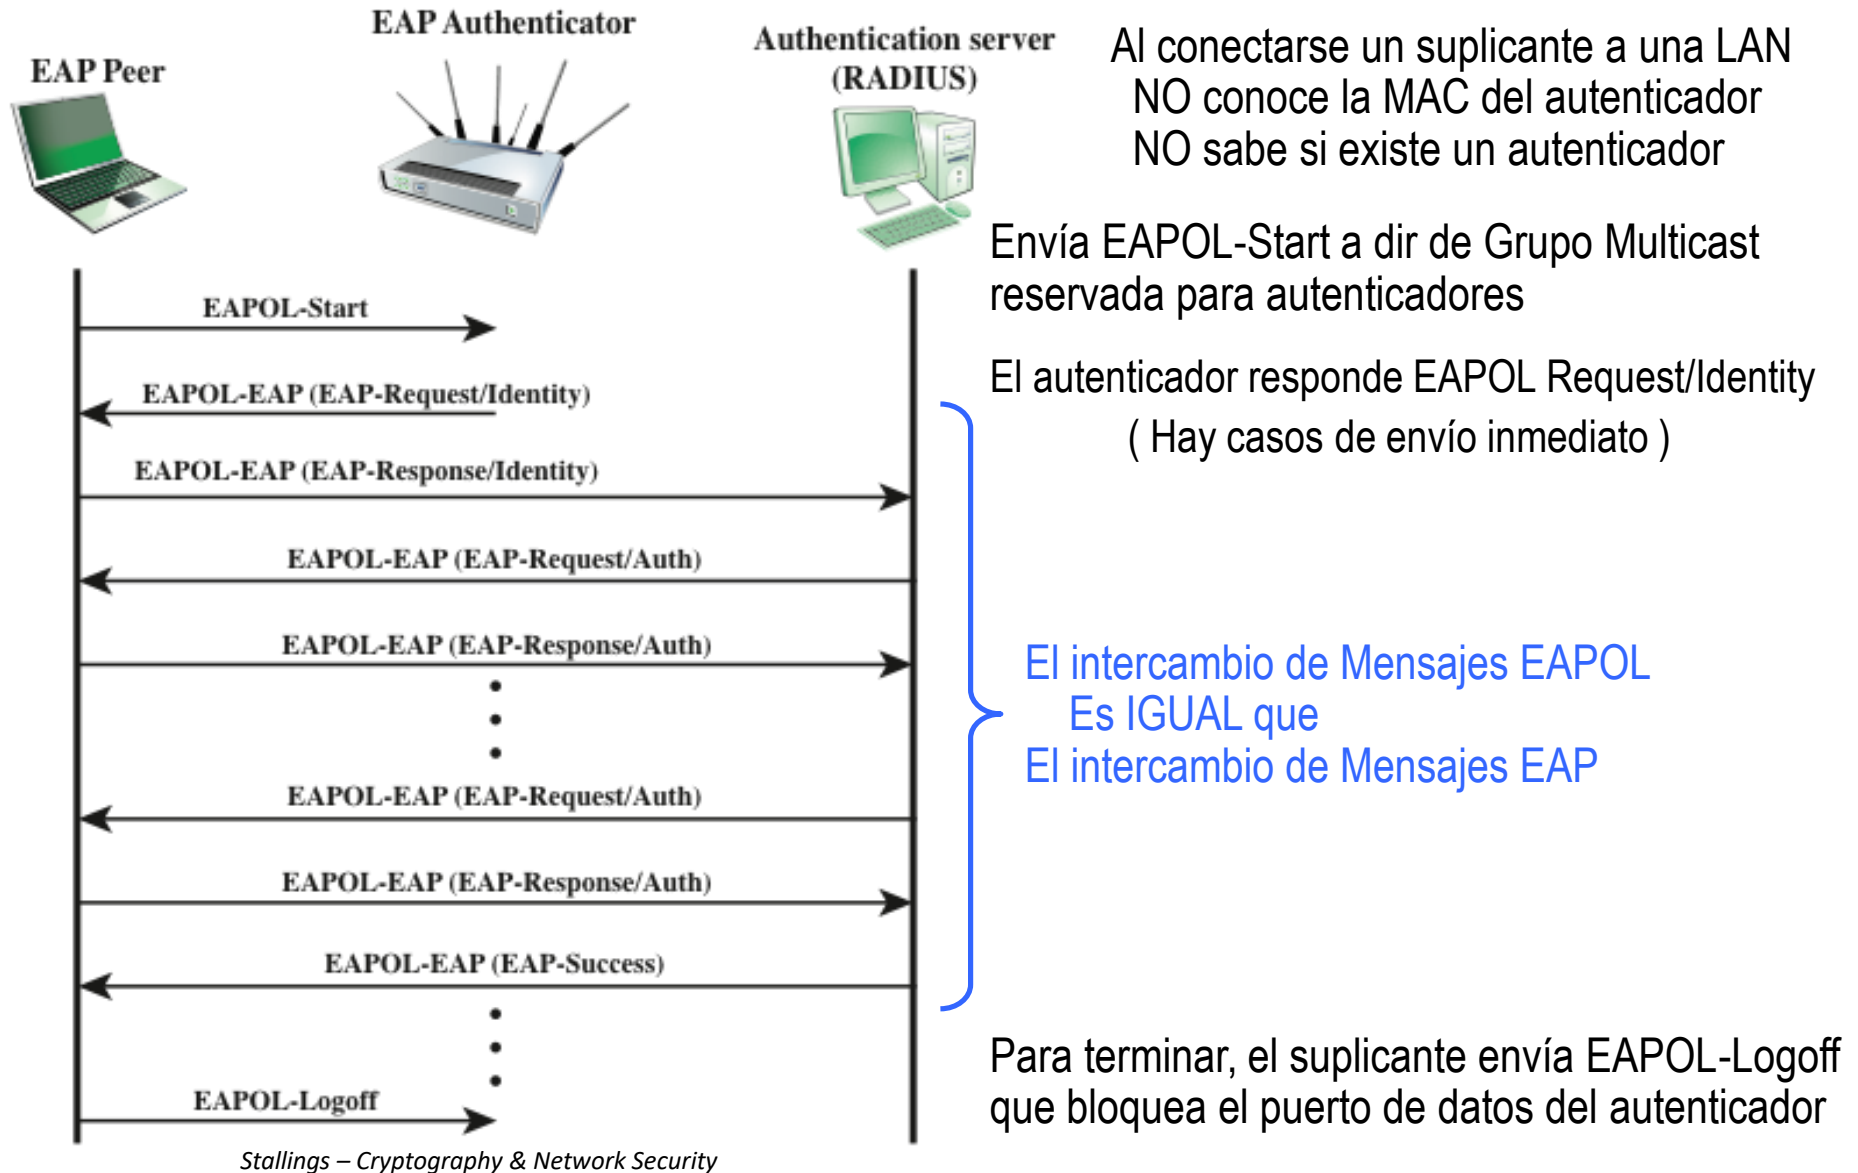 EAP Peer
EAP Authenticator
Authentication server
(RADIUS)
Al conectarse un suplicante a una LAN
NO conoce la MAC del autenticador
NO sabe si existe un autenticador
Envía EAPOL-Start a dir de Grupo Multicast
reservada para autenticadores
EAPOL-Start
El autenticador responde EAPOL Request/Identity
( Hay casos de envío inmediato )
EAPOL-EAP (EAP-Request/Identity)
EAPOL-EAP (EAP-Response/Identity)
EAPOL-EAP (EAP-Request/Auth)
EAPOL-EAP (EAP-Response/Auth)
El intercambio de Mensajes EAPOL
Es IGUAL que
El intercambio de Mensajes EAP
EAPOL-EAP (EAP-Request/Auth)
EAPOL-EAP (EAP-Response/Auth)
EAPOL-EAP (EAP-Success)
Para terminar, el suplicante envía EAPOL-Logoff
que bloquea el puerto de datos del autenticador
EAPOL-Logoff
Stallings – Cryptography & Network Security